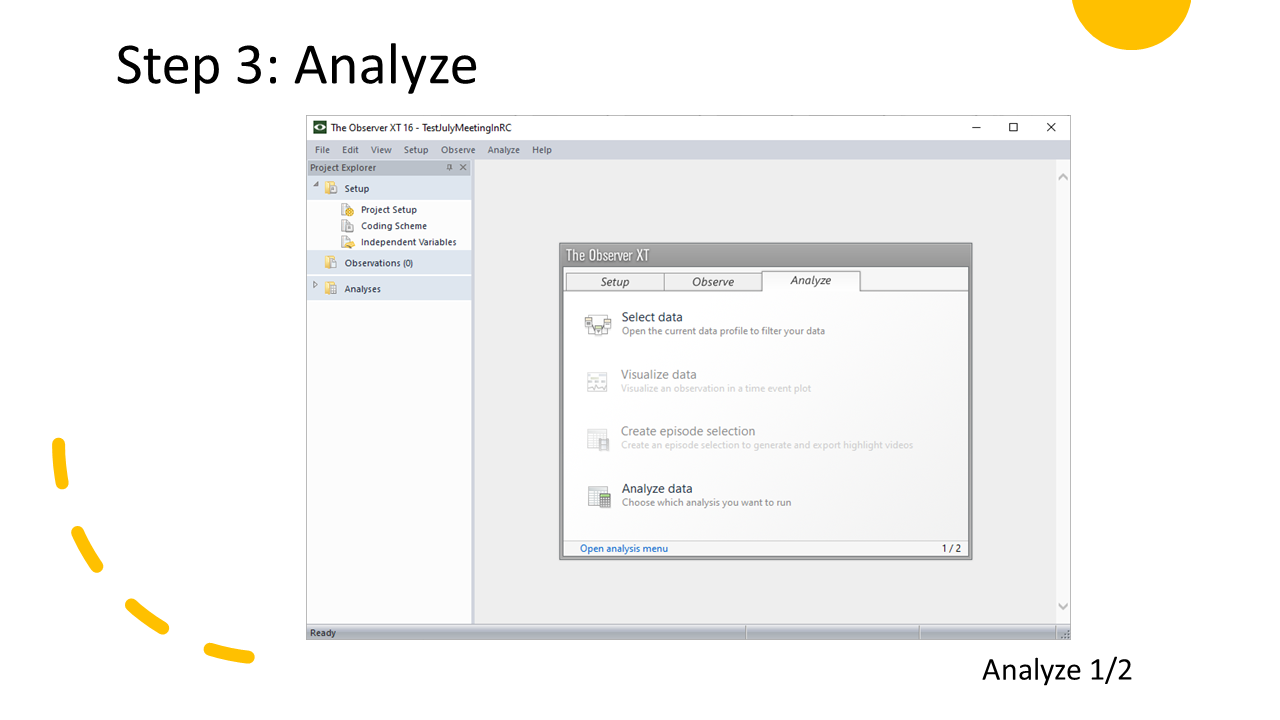 Step 3: Analyze
The Observer XT 16 - TestJulyMeetingInRC
File Edit View Setup Observe Analyze Help
Project Explorer
Setup
Project Setup
Coding Scheme
Independent Variables
Observations (0)
Analyses
The Observer XT
Setup Observe Analyze
Select data
Open the current data profile to filter your data
Visualize data
Visualize an observation in a time event plot
Create episode selection
Create an episode selection to generate and export highlight videos
Analyze data
Choose which analysis you want to run
Open analysis menu 1 / 2
Ready
Analyze 1/2